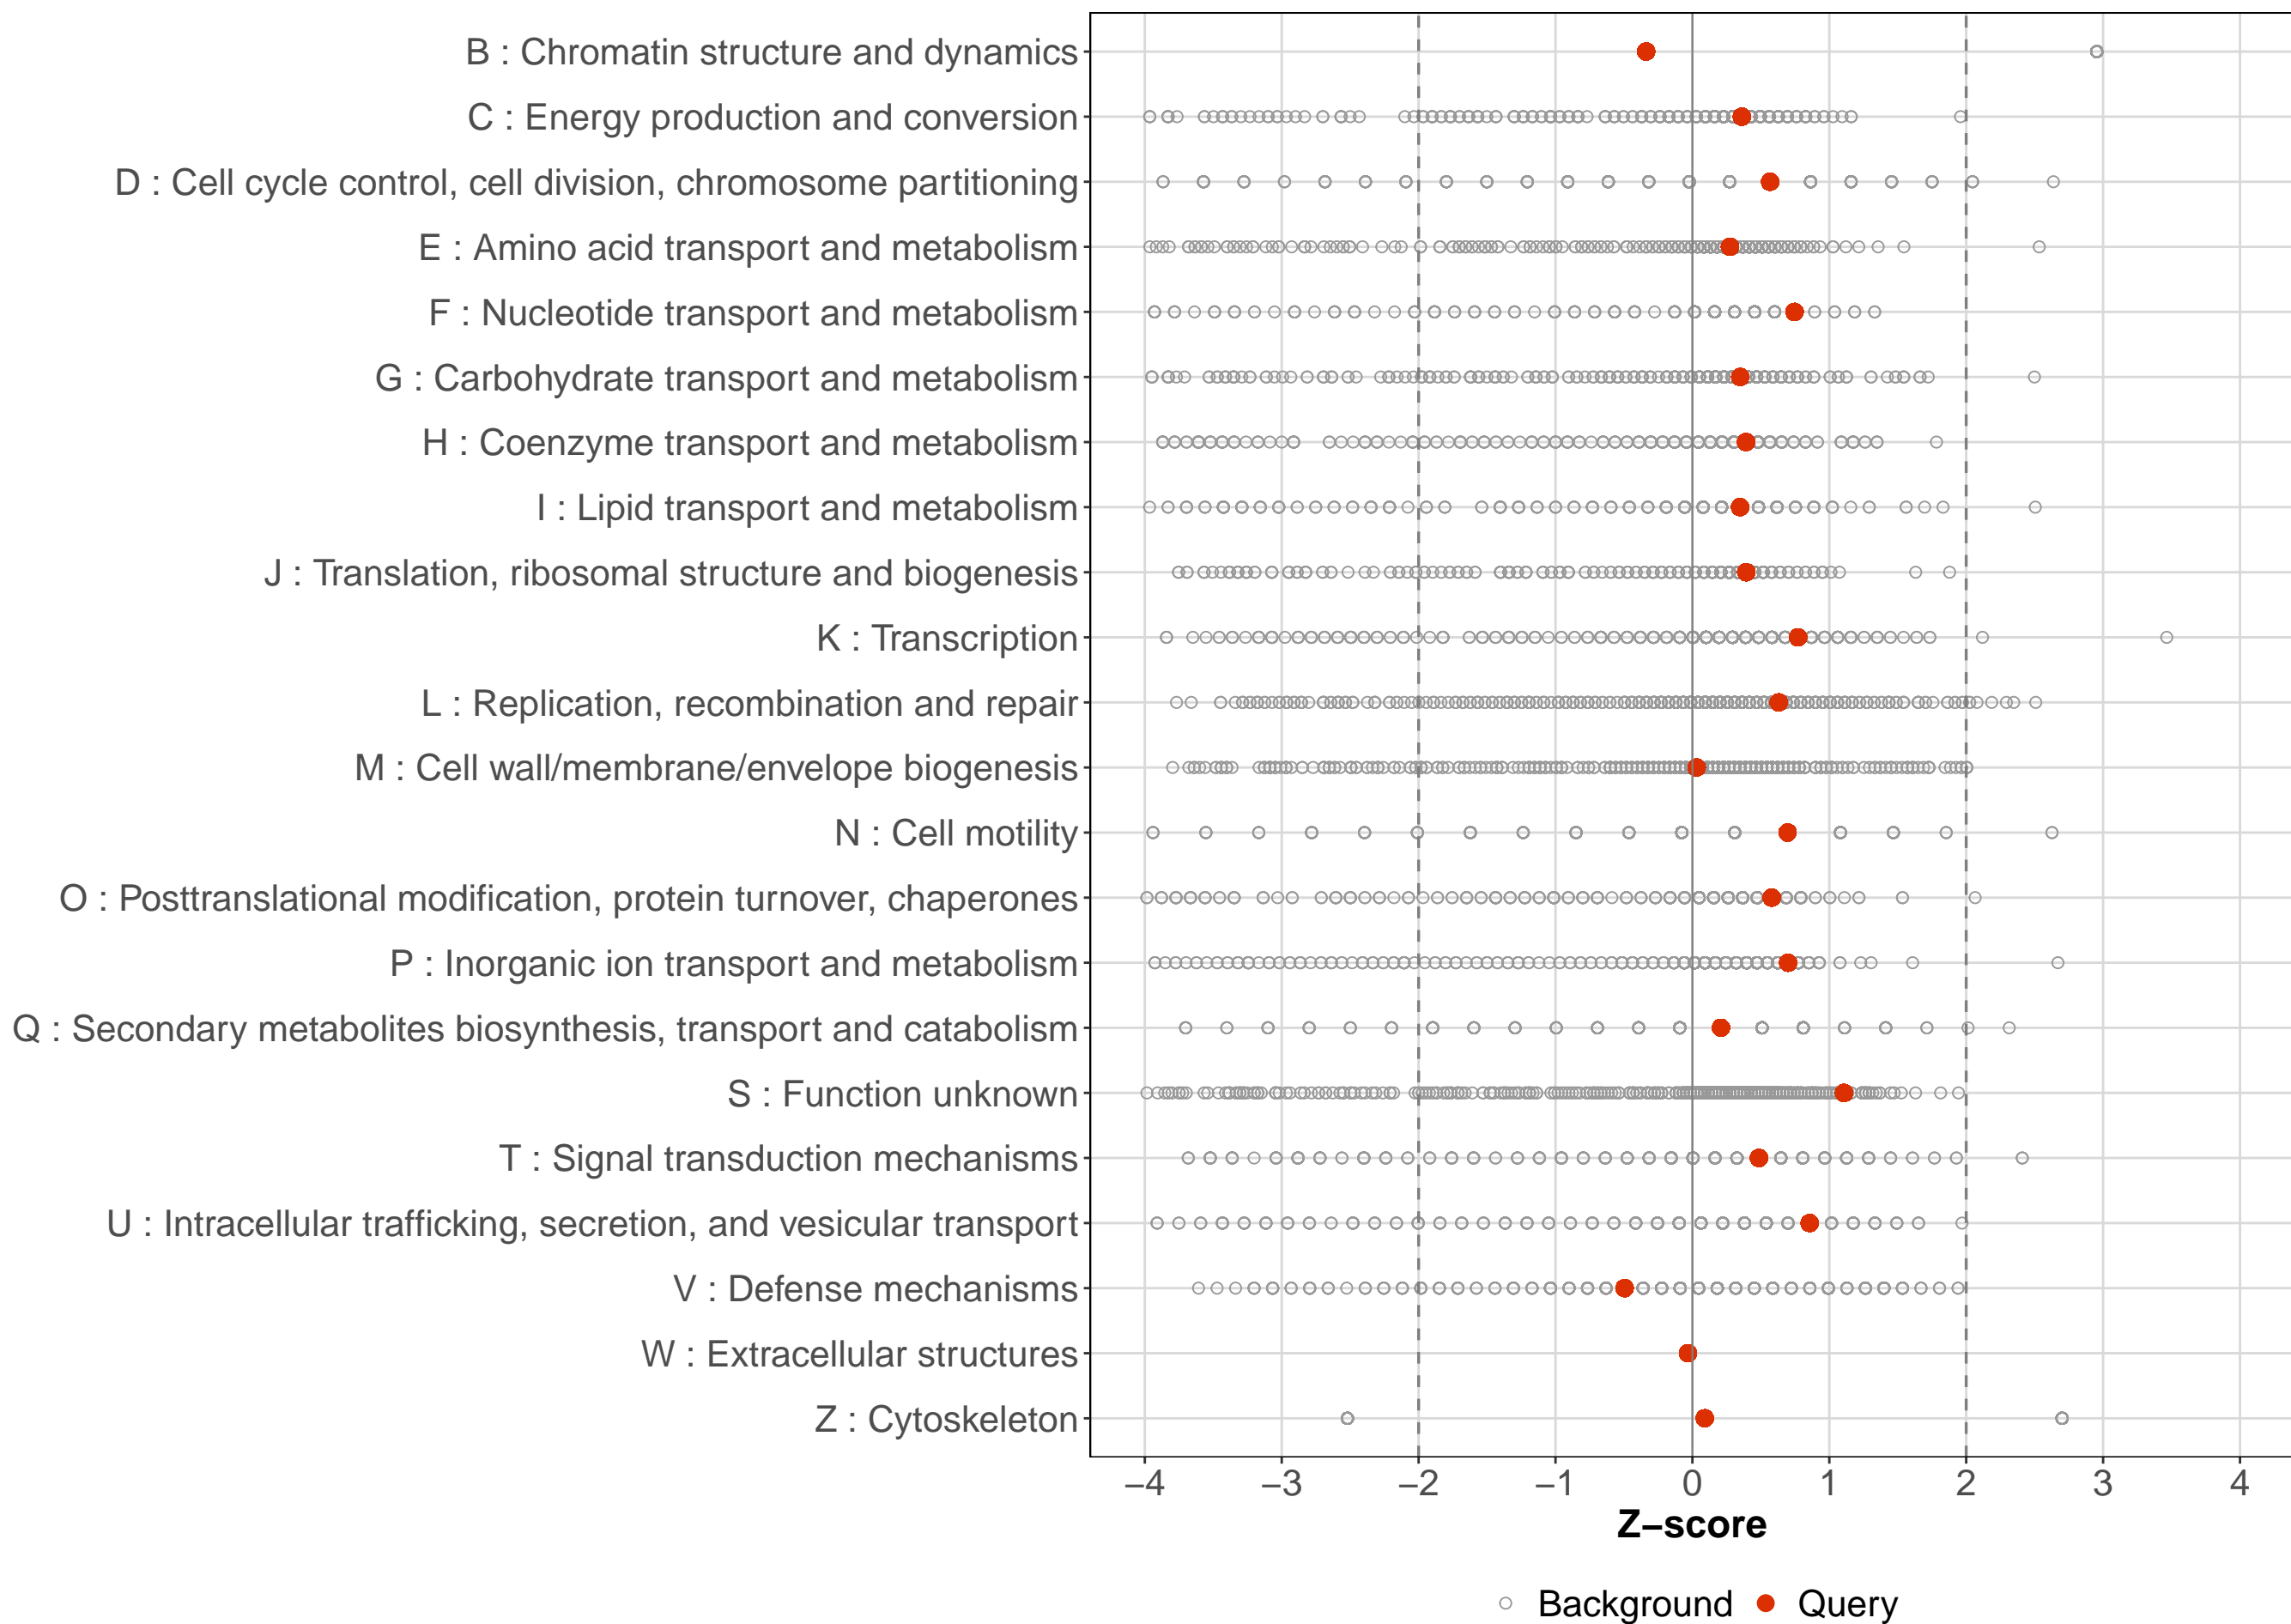 B : Chromatin structure and dynamics
C : Energy production and conversion
D : Cell cycle control, cell division, chromosome partitioning
E : Amino acid transport and metabolism
F : Nucleotide transport and metabolism
G : Carbohydrate transport and metabolism
H : Coenzyme transport and metabolism
I : Lipid transport and metabolism
J : Translation, ribosomal structure and biogenesis
K : Transcription
L : Replication, recombination and repair
M : Cell wall/membrane/envelope biogenesis
N : Cell motility
O : Posttranslational modification, protein turnover, chaperones
P : Inorganic ion transport and metabolism
Q : Secondary metabolites biosynthesis, transport and catabolism
S : Function unknown
T : Signal transduction mechanisms
U : Intracellular trafficking, secretion, and vesicular transport
V : Defense mechanisms
W : Extracellular structures
Z : Cytoskeleton
−4 −3 −2 −1 0 1 2 3 4
Z−score
Background Query